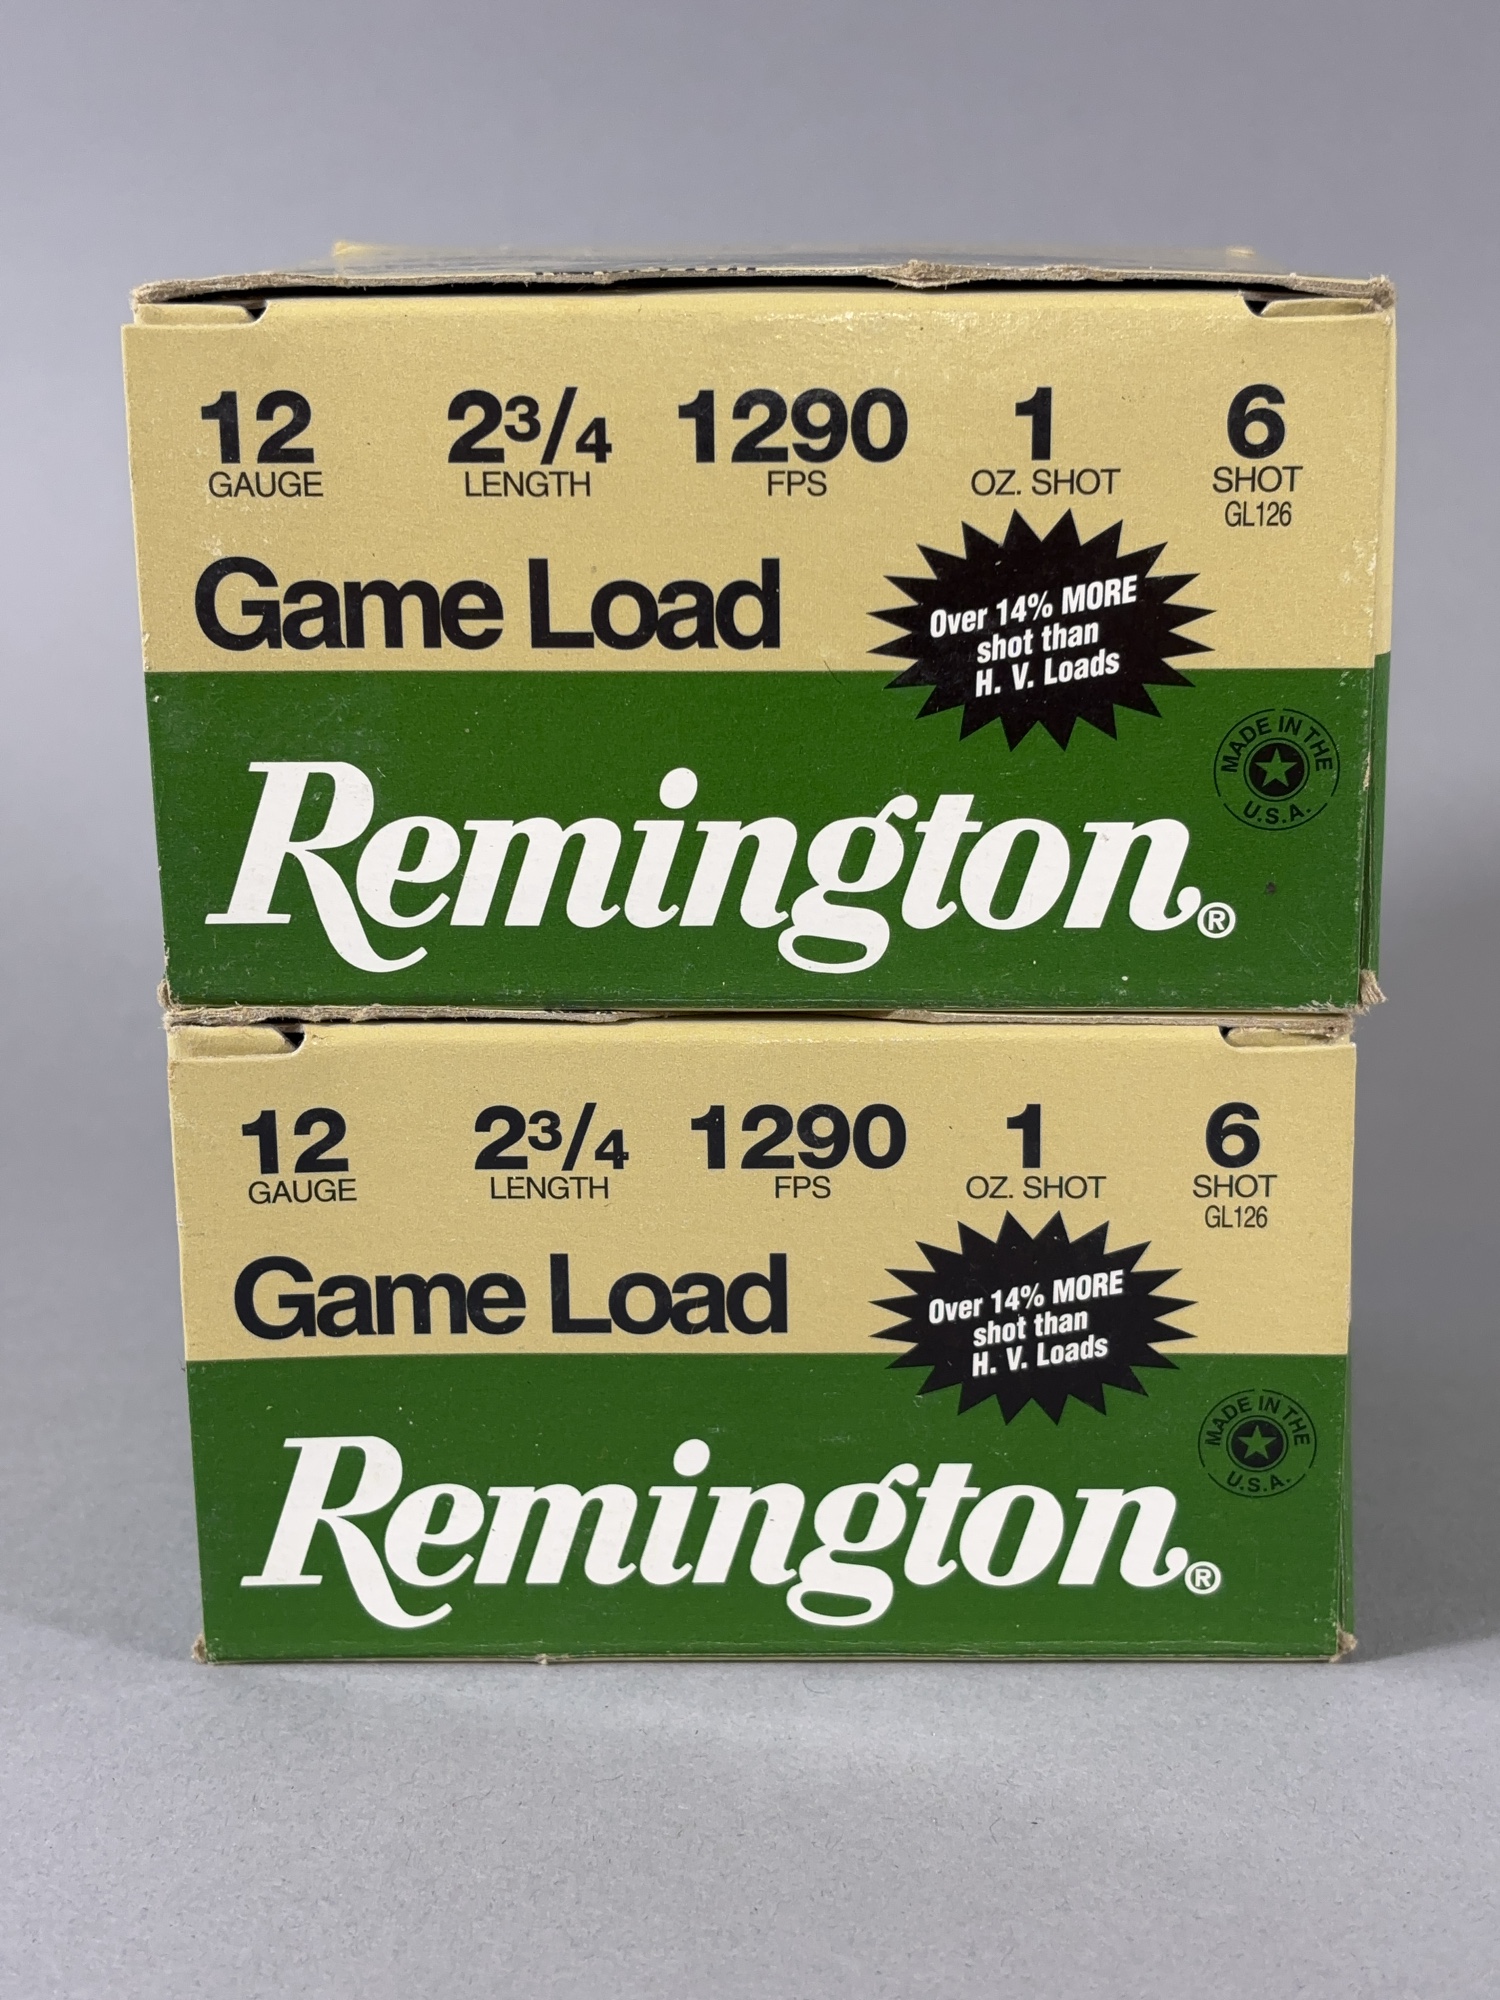 12 2¾ 1290 1 6
GAUGE LENGTH FPS OZ. SHOT SHOT
GL126
Game Load
Over 14% MORE
shot than
H. V. Loads
MADE IN THE
U.S.A.
Remington®
12 2¾ 1290 1 6
GAUGE LENGTH FPS OZ. SHOT SHOT
GL126
Game Load
Over 14% MORE
shot than
H. V. Loads
MADE IN THE
U.S.A.
Remington®